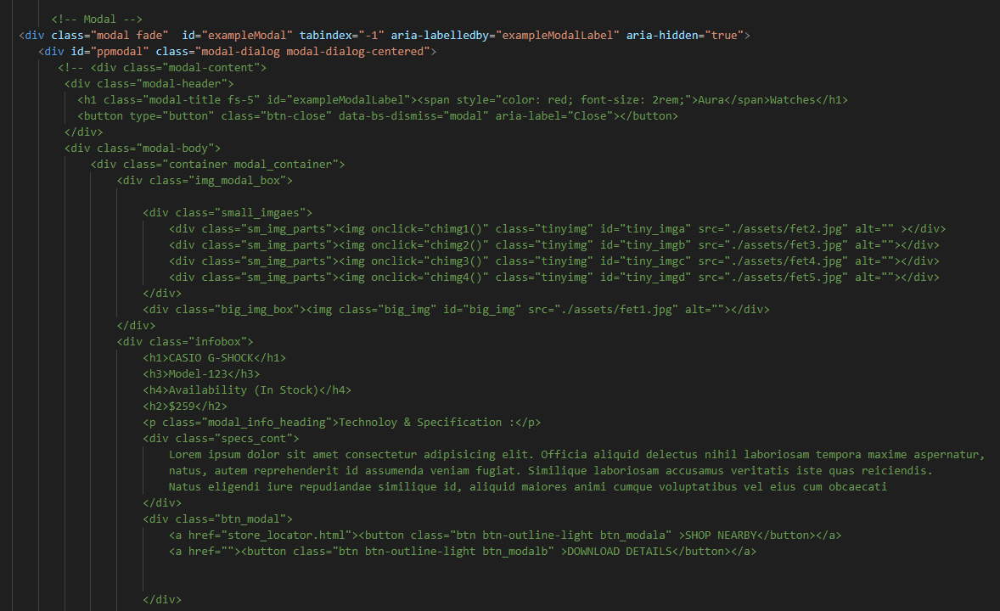 <!-- Modal -->
<div class="modal fade"  id="exampleModal" tabindex="-1" aria-labelledby="exampleModalLabel" aria-hidden="true">
<div id="ppmodal" class="modal-dialog modal-dialog-centered">
<!-- <div class="modal-content">
<div class="modal-header">
<h1 class="modal-title fs-5" id="exampleModalLabel"><span style="color: red; font-size: 2rem;">Aura</span>Watches</h1>
<button type="button" class="btn-close" data-bs-dismiss="modal" aria-label="Close"></button>
</div>
<div class="modal-body">
<div class="container modal_container">
<div class="img_modal_box">
<div class="small_imgaes">
<div class="sm_img_parts"><img onclick="chimg1()" class="tinyimg" id="tiny_imga" src="./assets/fet2.jpg" alt="" ></div>
<div class="sm_img_parts"><img onclick="chimg2()" class="tinyimg" id="tiny_imgb" src="./assets/fet3.jpg" alt=""></div>
<div class="sm_img_parts"><img onclick="chimg3()" class="tinyimg" id="tiny_imgc" src="./assets/fet4.jpg" alt=""></div>
<div class="sm_img_parts"><img onclick="chimg4()" class="tinyimg" id="tiny_imgd" src="./assets/fet5.jpg" alt=""></div>
</div>
<div class="big_img_box"><img class="big_img" id="big_img" src="./assets/fet1.jpg" alt=""></div>
</div>
<div class="infobox">
<h1>CASIO G-SHOCK</h1>
<h3>Model-123</h3>
<h4>Availability (In Stock)</h4>
<h2>$259</h2>
<p class="modal_info_heading">Technoloy & Specification :</p>
<div class="specs_cont">
Lorem ipsum dolor sit amet consectetur adipisicing elit. Officia aliquid delectus nihil laboriosam tempora maxime aspernatur,
natus, autem reprehenderit id assumenda veniam fugiat. Similique laboriosam accusamus veritatis iste quas reiciendis.
Natus eligendi iure repudiandae similique id, aliquid maiores animi cumque voluptatibus vel eius cum obcaecati
</div>
<div class="btn_modal">
<a href="store_locator.html"><button class="btn btn-outline-light btn_modala" >SHOP NEARBY</button></a>
<a href=""><button class="btn btn-outline-light btn_modalb" >DOWNLOAD DETAILS</button></a>
</div>